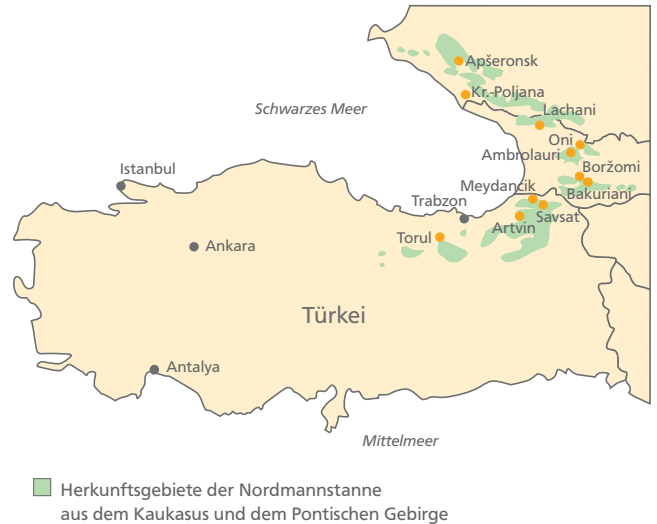 Apšeronsk
Kr.-Poljana
Schwarzes Meer
Lachani
Oni
Ambrolauri
Boržomi
Istanbul
Meydancik
Bakuriani
Trabzon
Savsat
Artvin
Torul
Ankara
Türkei
Antalya
Mittelmeer
Herkunftsgebiete der Nordmannstanne
aus dem Kaukasus und dem Pontischen Gebirge